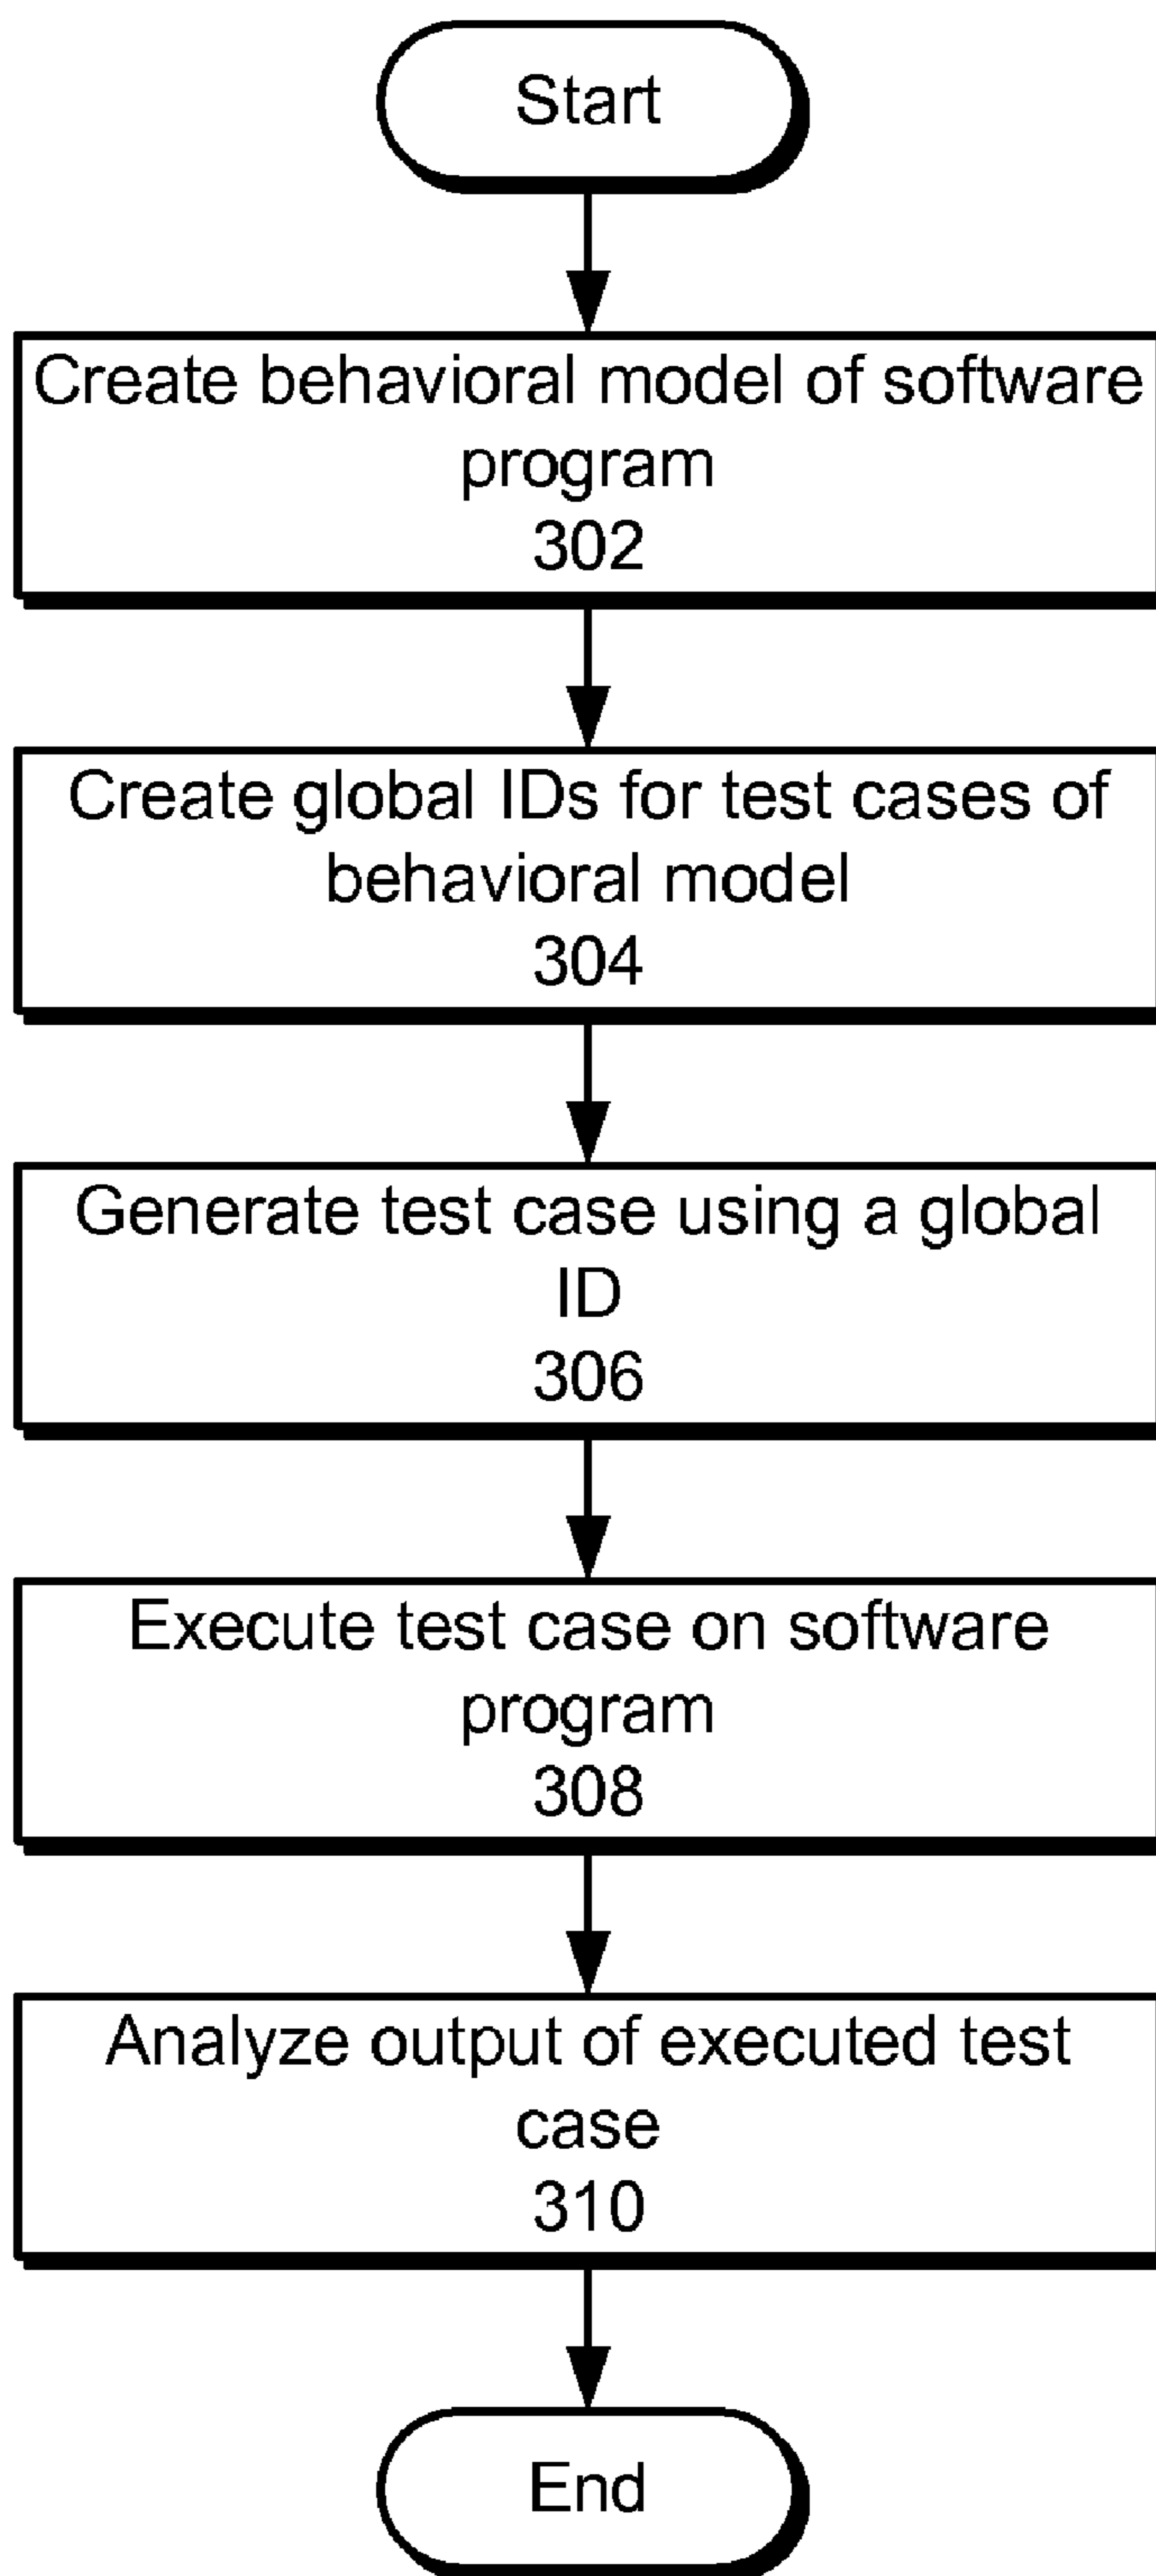 Start
Create behavioral model of software
program
302
Create global IDs for test cases of
behavioral model
304
Generate test case using a global
ID
306
Execute test case on software
program
308
Analyze output of executed test
case
310
End